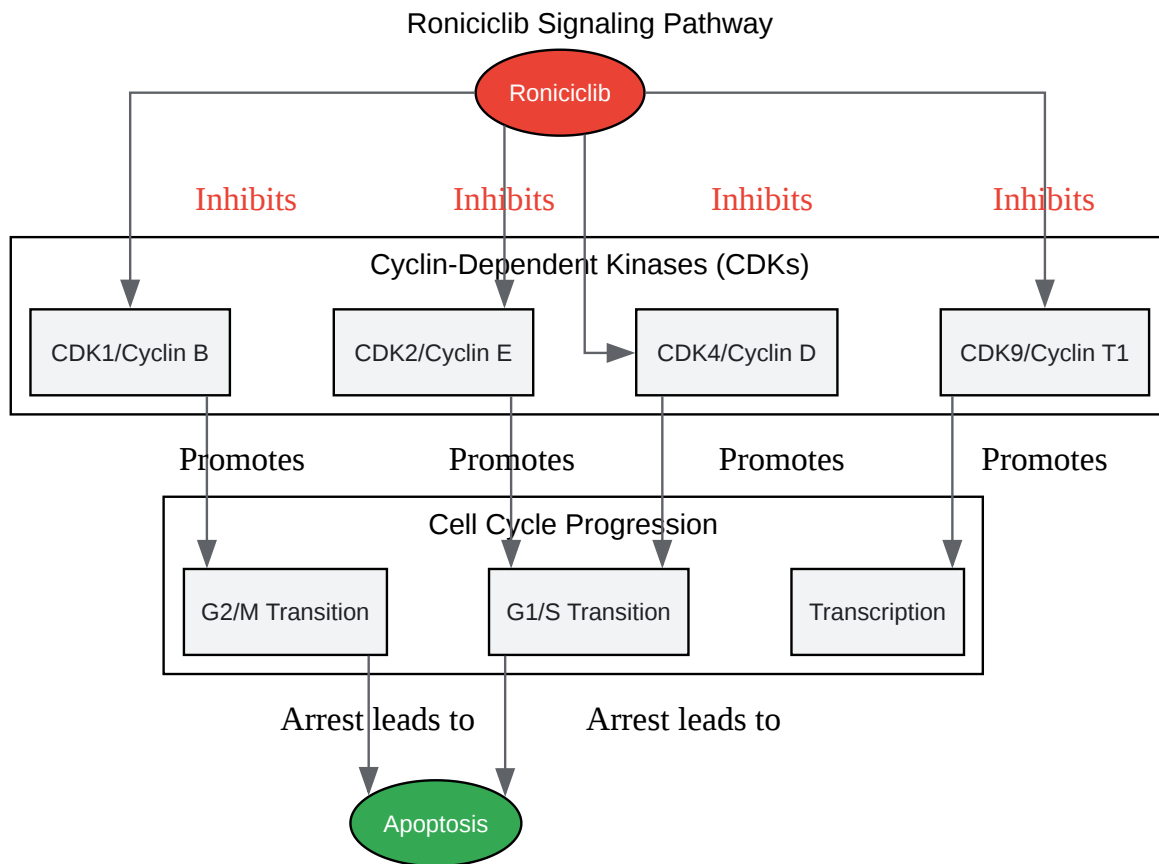 Roniciclib Signaling Pathway
Roniciclib
Inhibits
Inhibits
Inhibits
Inhibits
Cyclin-Dependent Kinases (CDKs)
CDK1/Cyclin B
CDK2/Cyclin E
CDK4/Cyclin D
CDK9/Cyclin T1
Promotes
Promotes
Promotes
Promotes
Cell Cycle Progression
G2/M Transition
G1/S Transition
Transcription
Arrest leads to
Arrest leads to
Apoptosis